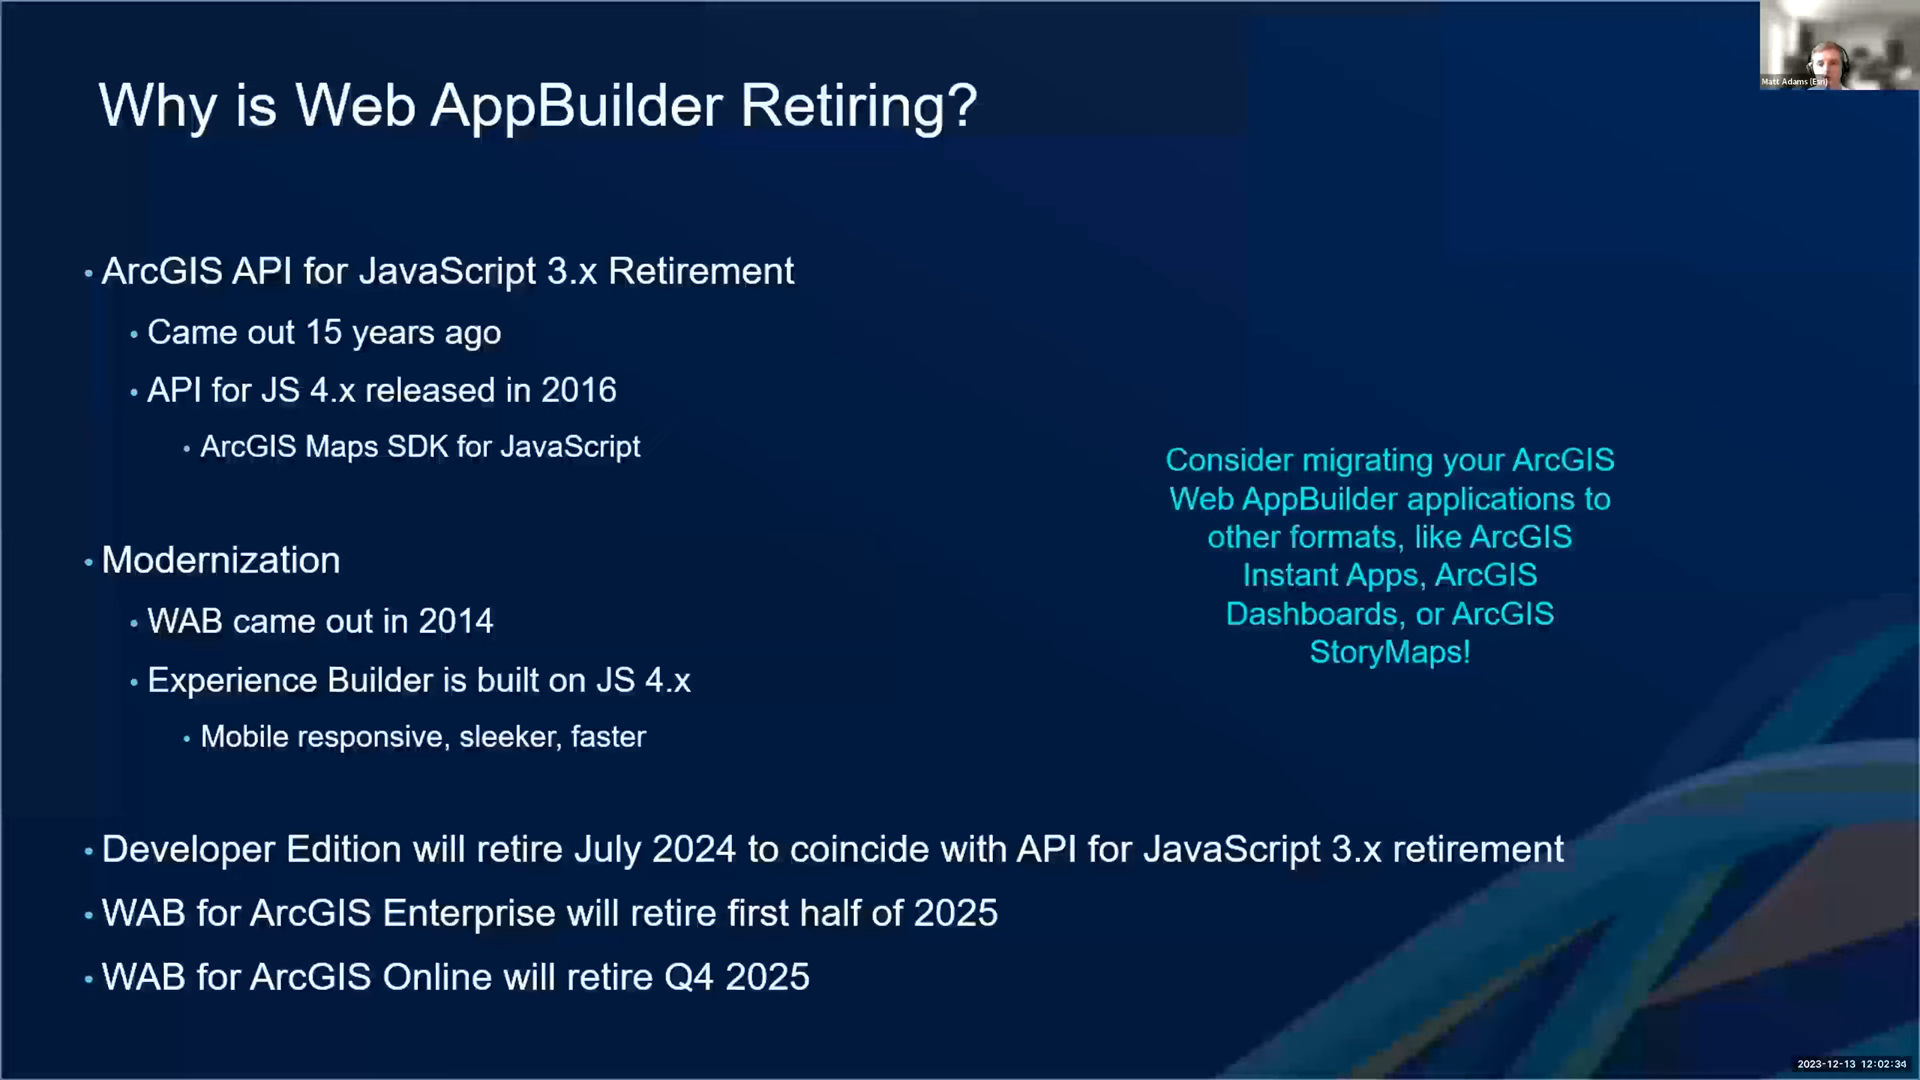 Why is Web AppBuilder Retiring?
Matt Adams (Esri)
• ArcGIS API for JavaScript 3.x Retirement
• Came out 15 years ago
• API for JS 4.x released in 2016
• ArcGIS Maps SDK for JavaScript
• Modernization
• WAB came out in 2014
• Experience Builder is built on JS 4.x
• Mobile responsive, sleeker, faster
Consider migrating your ArcGIS
Web AppBuilder applications to
other formats, like ArcGIS
Instant Apps, ArcGIS
Dashboards, or ArcGIS
StoryMaps!
• Developer Edition will retire July 2024 to coincide with API for JavaScript 3.x retirement
• WAB for ArcGIS Enterprise will retire first half of 2025
• WAB for ArcGIS Online will retire Q4 2025
2023-12-13 12:02:34